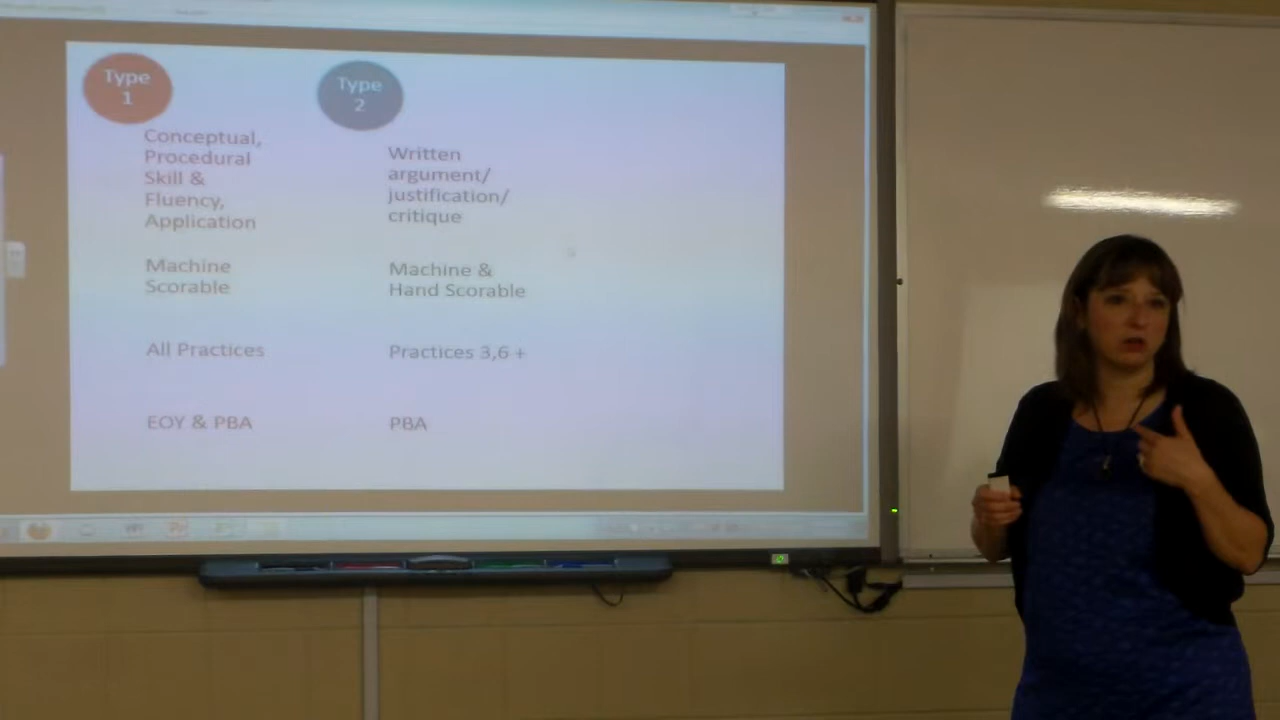 Type
1
Conceptual,
Procedural
Skill &
Fluency,
Application
Machine
Scorable
All Practices
EOY & PBA
Type
2
Written
argument/
justification/
critique
Machine &
Hand Scorable
Practices 3,6 +
PBA